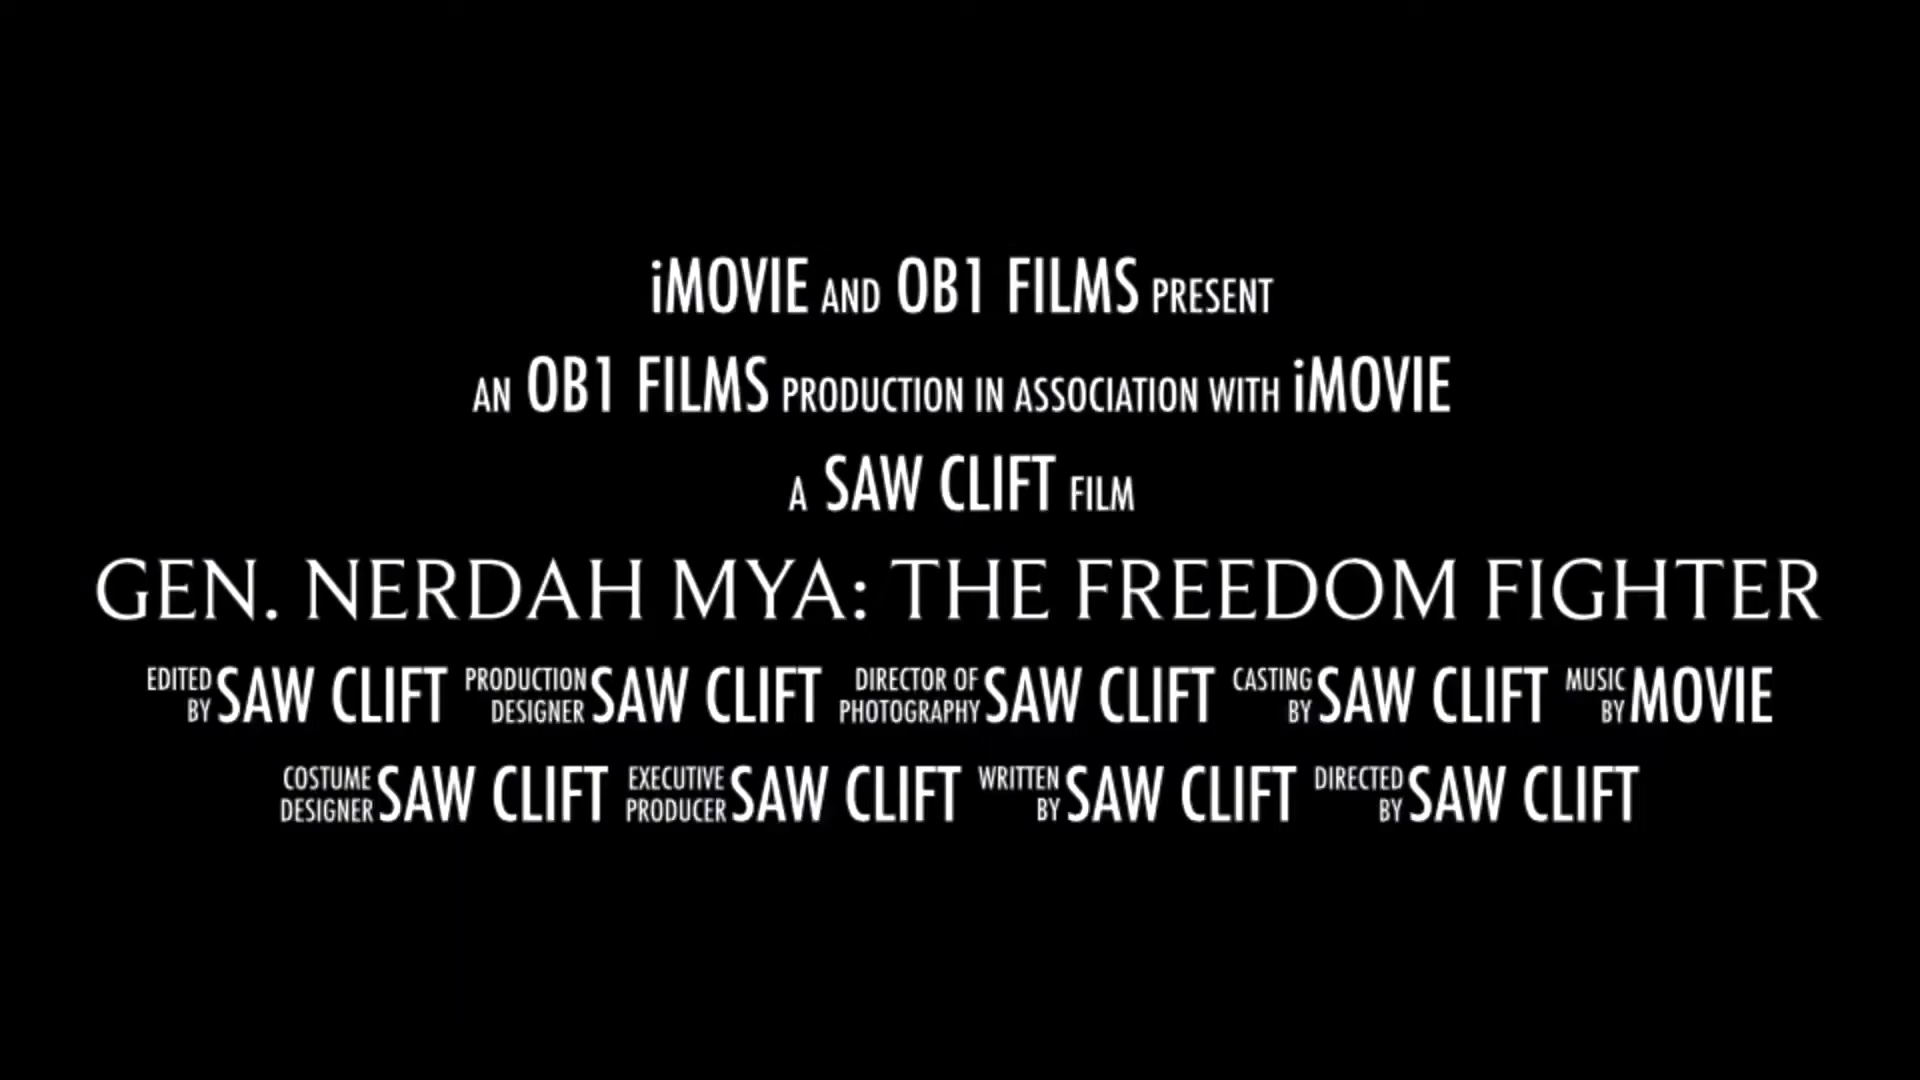 iMOVIE AND OB1 FILMS PRESENT
AN OB1 FILMS PRODUCTION IN ASSOCIATION WITH iMOVIE
A SAW CLIFT FILM
GEN. NERDAH MYA: THE FREEDOM FIGHTER
EDITED BY SAW CLIFT PRODUCTION DESIGNER SAW CLIFT DIRECTOR OF PHOTOGRAPHY SAW CLIFT CASTING BY SAW CLIFT MUSIC BY MOVIE
COSTUME DESIGNER SAW CLIFT EXECUTIVE PRODUCER SAW CLIFT WRITTEN BY SAW CLIFT DIRECTED BY SAW CLIFT